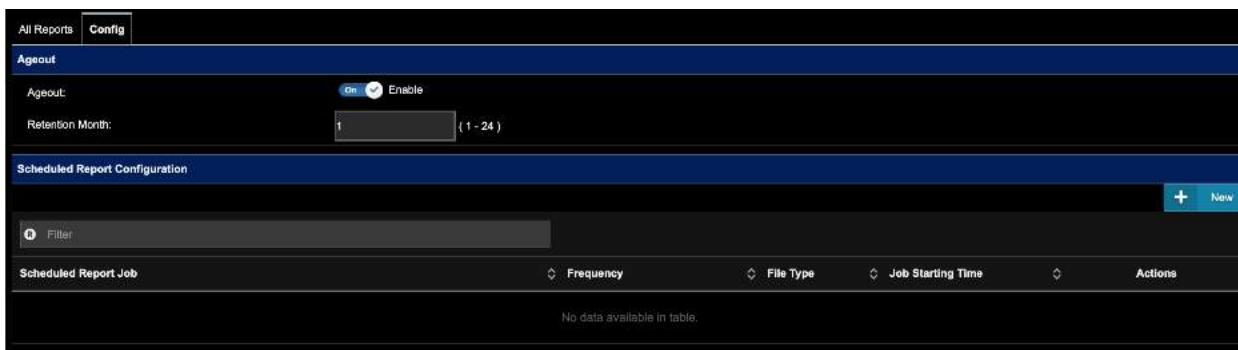 All Reports Config
Ageout
Ageout: On Enable
Retention Month: 1 ( 1 - 24 )
Scheduled Report Configuration
+ New
R Filter
Scheduled Report Job Frequency File Type Job Starting Time Actions
No data available in table.